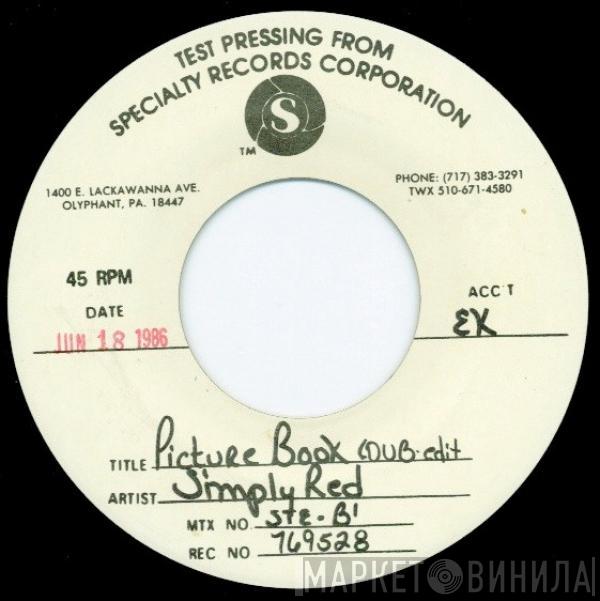 TEST PRESSING FROM
SPECIALTY RECORDS CORPORATION
S
TM
1400 E. LACKAWANNA AVE.
OLYPHANT, PA. 18447
PHONE: (717) 383-3291
TWX 510-671-4580
45 RPM
DATE
JUN 18 1986
ACC'T
EK
TITLE Picture Book (DUB-edit
ARTIST Simply Red
MTX NO. STE-B1
REC NO 769528
МАРКЕТ ВИНИЛА!